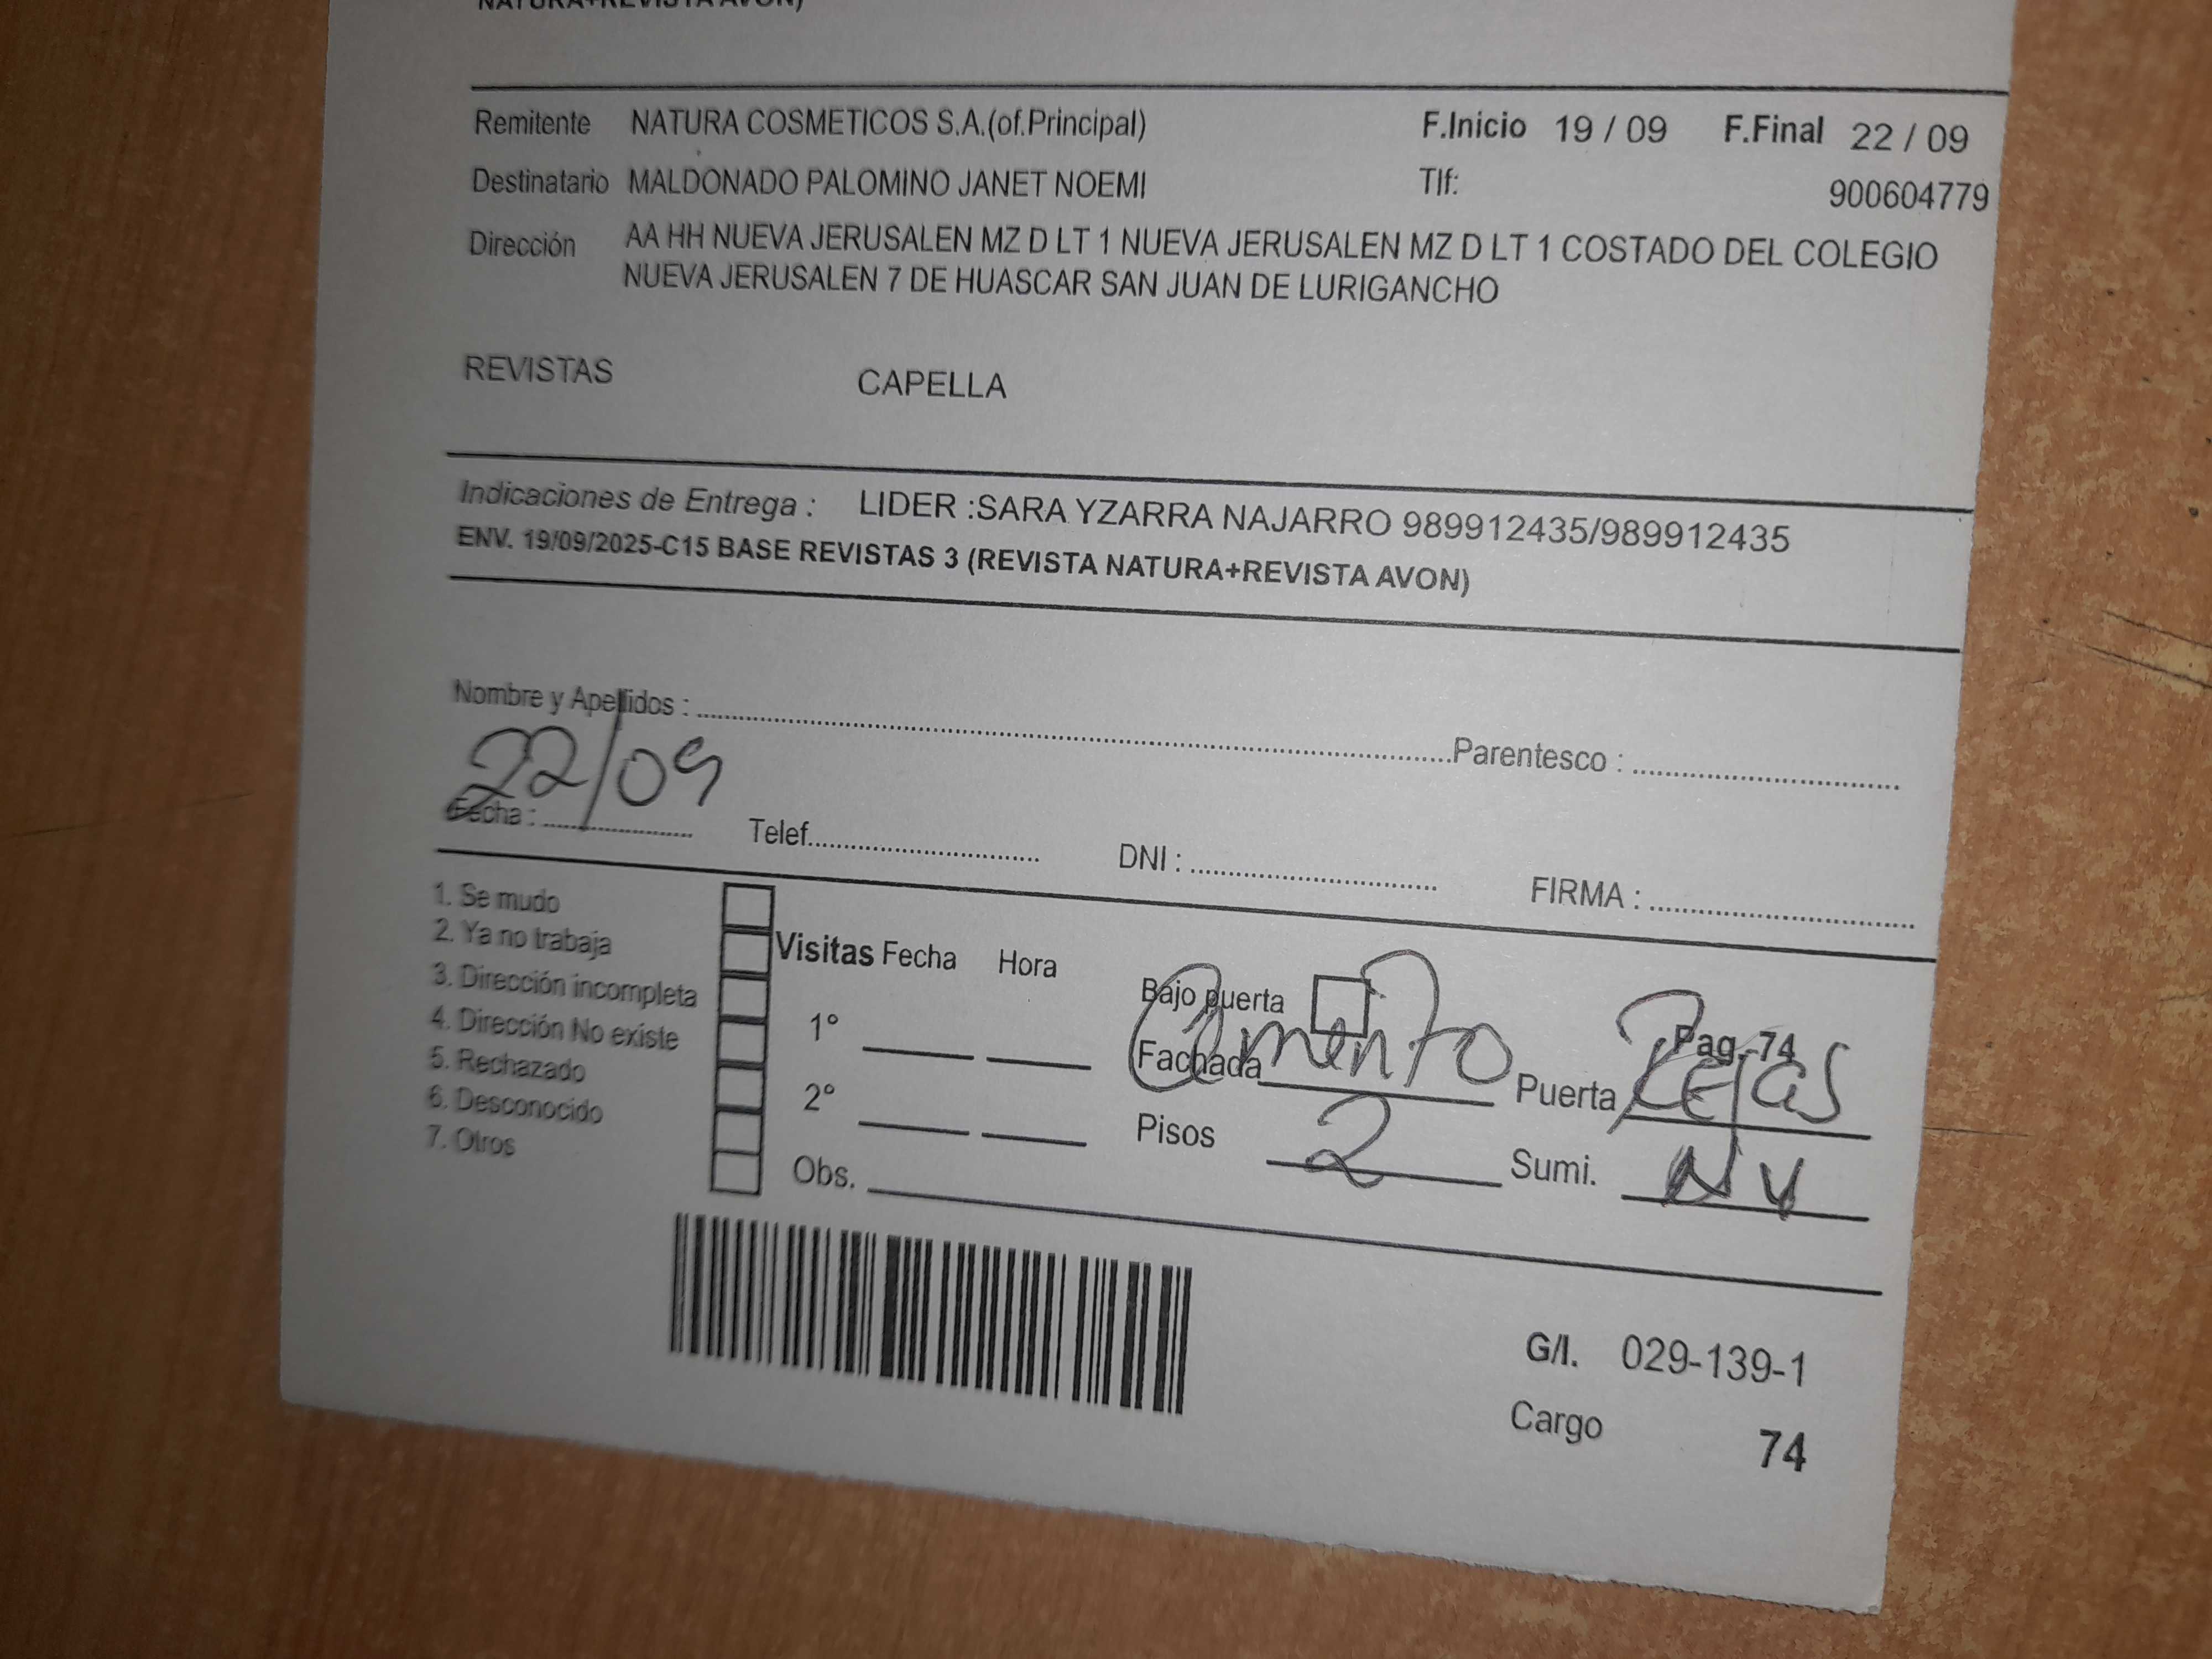 NATURA+REVISTA AVON)
Remitente NATURA COSMETICOS S.A.(of.Principal) F.Inicio 19 / 09 F.Final 22 / 09
Destinatario MALDONADO PALOMINO JANET NOEMI Tlf: 900604779
Dirección AA HH NUEVA JERUSALEN MZ D LT 1 NUEVA JERUSALEN MZ D LT 1 COSTADO DEL COLEGIO
NUEVA JERUSALEN 7 DE HUASCAR SAN JUAN DE LURIGANCHO
REVISTAS CAPELLA
Indicaciones de Entrega : LIDER :SARA YZARRA NAJARRO 989912435/989912435
ENV. 19/09/2025-C15 BASE REVISTAS 3 (REVISTA NATURA+REVISTA AVON)
Nombre y Apellidos : Parentesco :
22/09
Fecha : Telef. DNI : FIRMA :
1. Se mudo
2. Ya no trabaja
3. Dirección incompleta
4. Dirección No existe
5. Rechazado
6. Desconocido
7. Otros
Visitas Fecha Hora
1°
2°
Obs.
Bajo puerta
Pag.-74
Fachada Cemento Puerta Rejas
Pisos 2 Sumi. NV
G/I. 029-139-1
Cargo 74